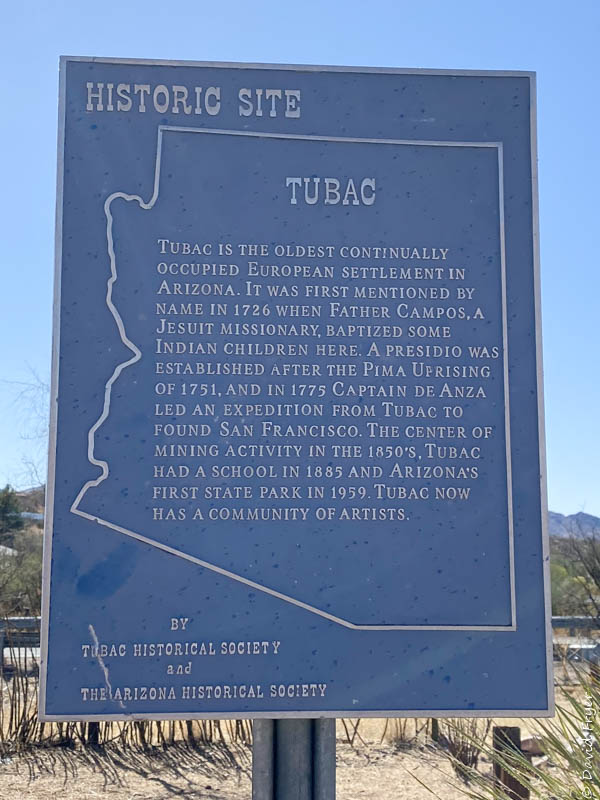 HISTORIC SITE
TUBAC
TUBAC IS THE OLDEST CONTINUALLY
OCCUPIED EUROPEAN SETTLEMENT IN
ARIZONA. IT WAS FIRST MENTIONED BY
NAME IN 1726 WHEN FATHER CAMPOS, A
JESUIT MISSIONARY, BAPTIZED SOME
INDIAN CHILDREN HERE. A PRESIDIO WAS
ESTABLISHED AFTER THE PIMA UPRISING
OF 1751, AND IN 1775 CAPTAIN DE ANZA
LED AN EXPEDITION FROM TUBAC TO
FOUND SAN FRANCISCO. THE CENTER OF
MINING ACTIVITY IN THE 1850'S, TUBAC
HAD A SCHOOL IN 1885 AND ARIZONA'S
FIRST STATE PARK IN 1959. TUBAC NOW
HAS A COMMUNITY OF ARTISTS.
BY
TUBAC HISTORICAL SOCIETY
and
THE ARIZONA HISTORICAL SOCIETY
© David Hyle